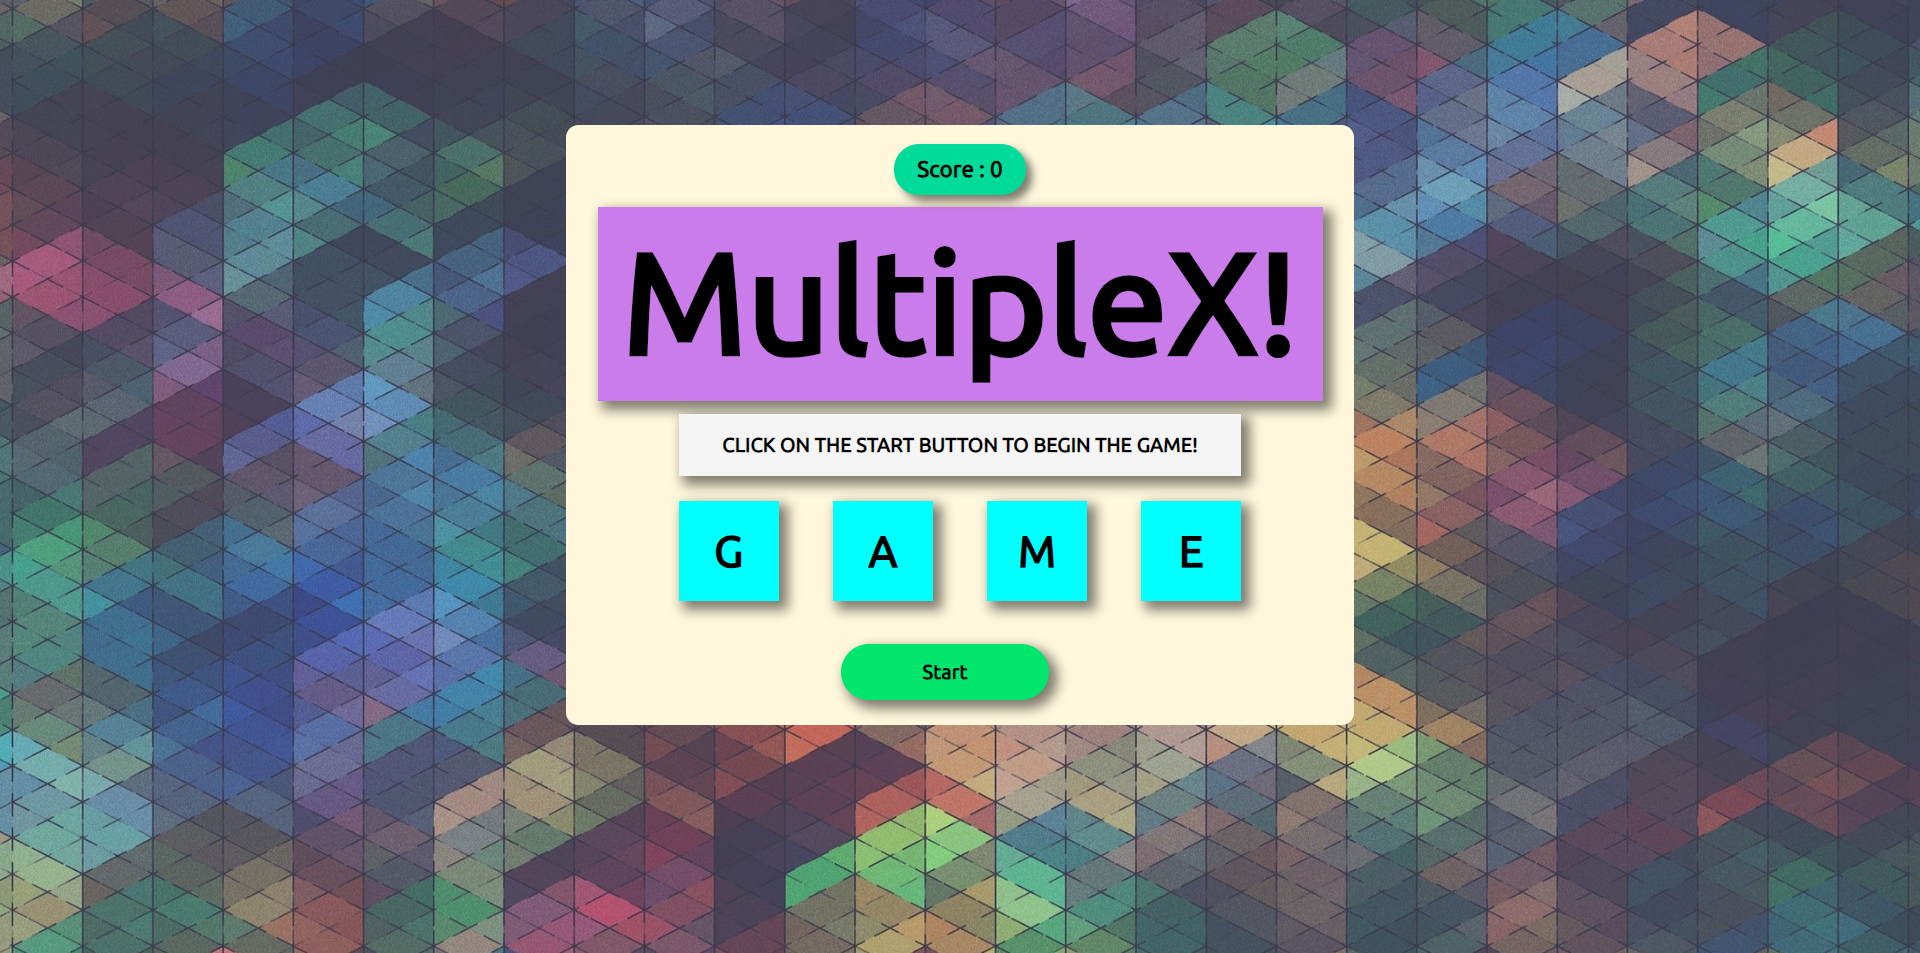 Score : 0
MultipleX!
CLICK ON THE START BUTTON TO BEGIN THE GAME!
G A M E
Start